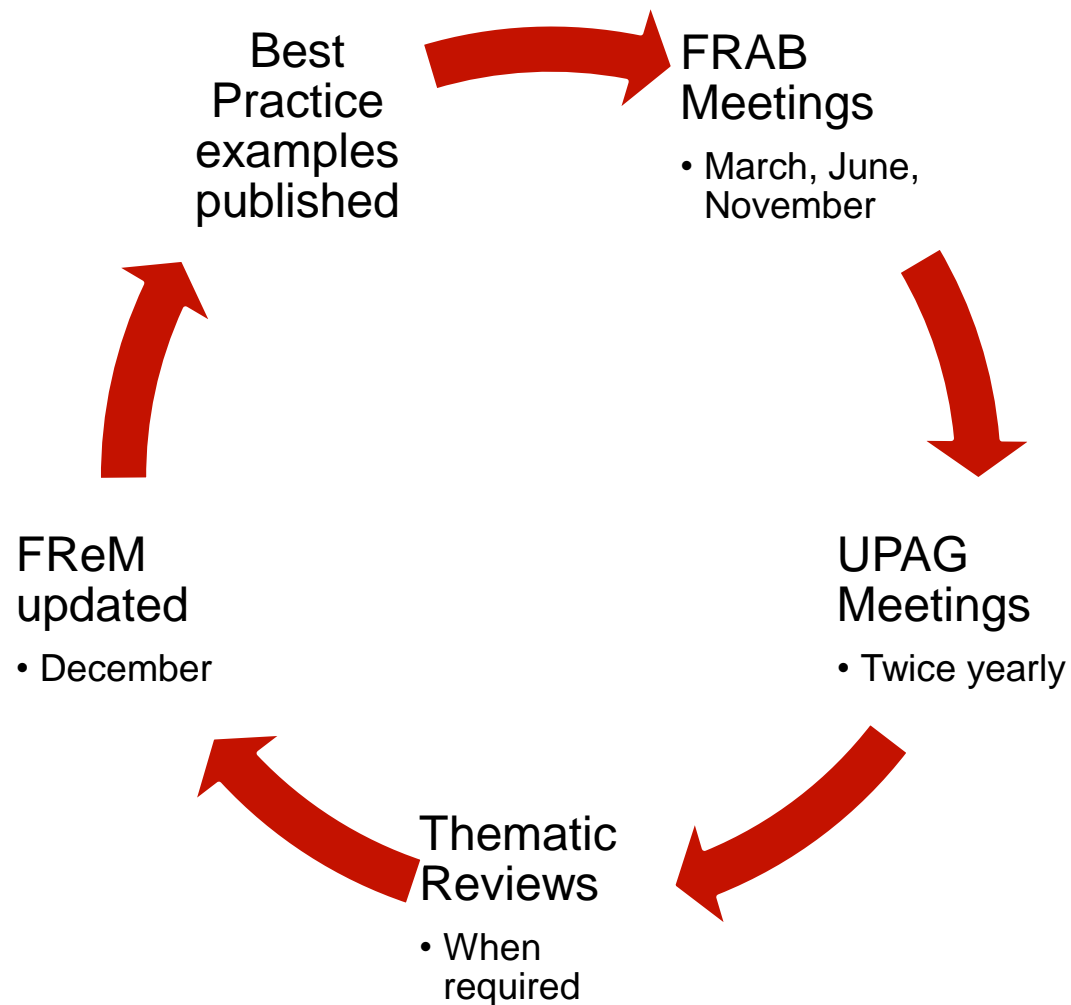 Best
Practice
examples
published
FRAB
Meetings
• March, June,
November
UPAG
Meetings
• Twice yearly
Thematic
Reviews
• When
required
FReM
updated
• December